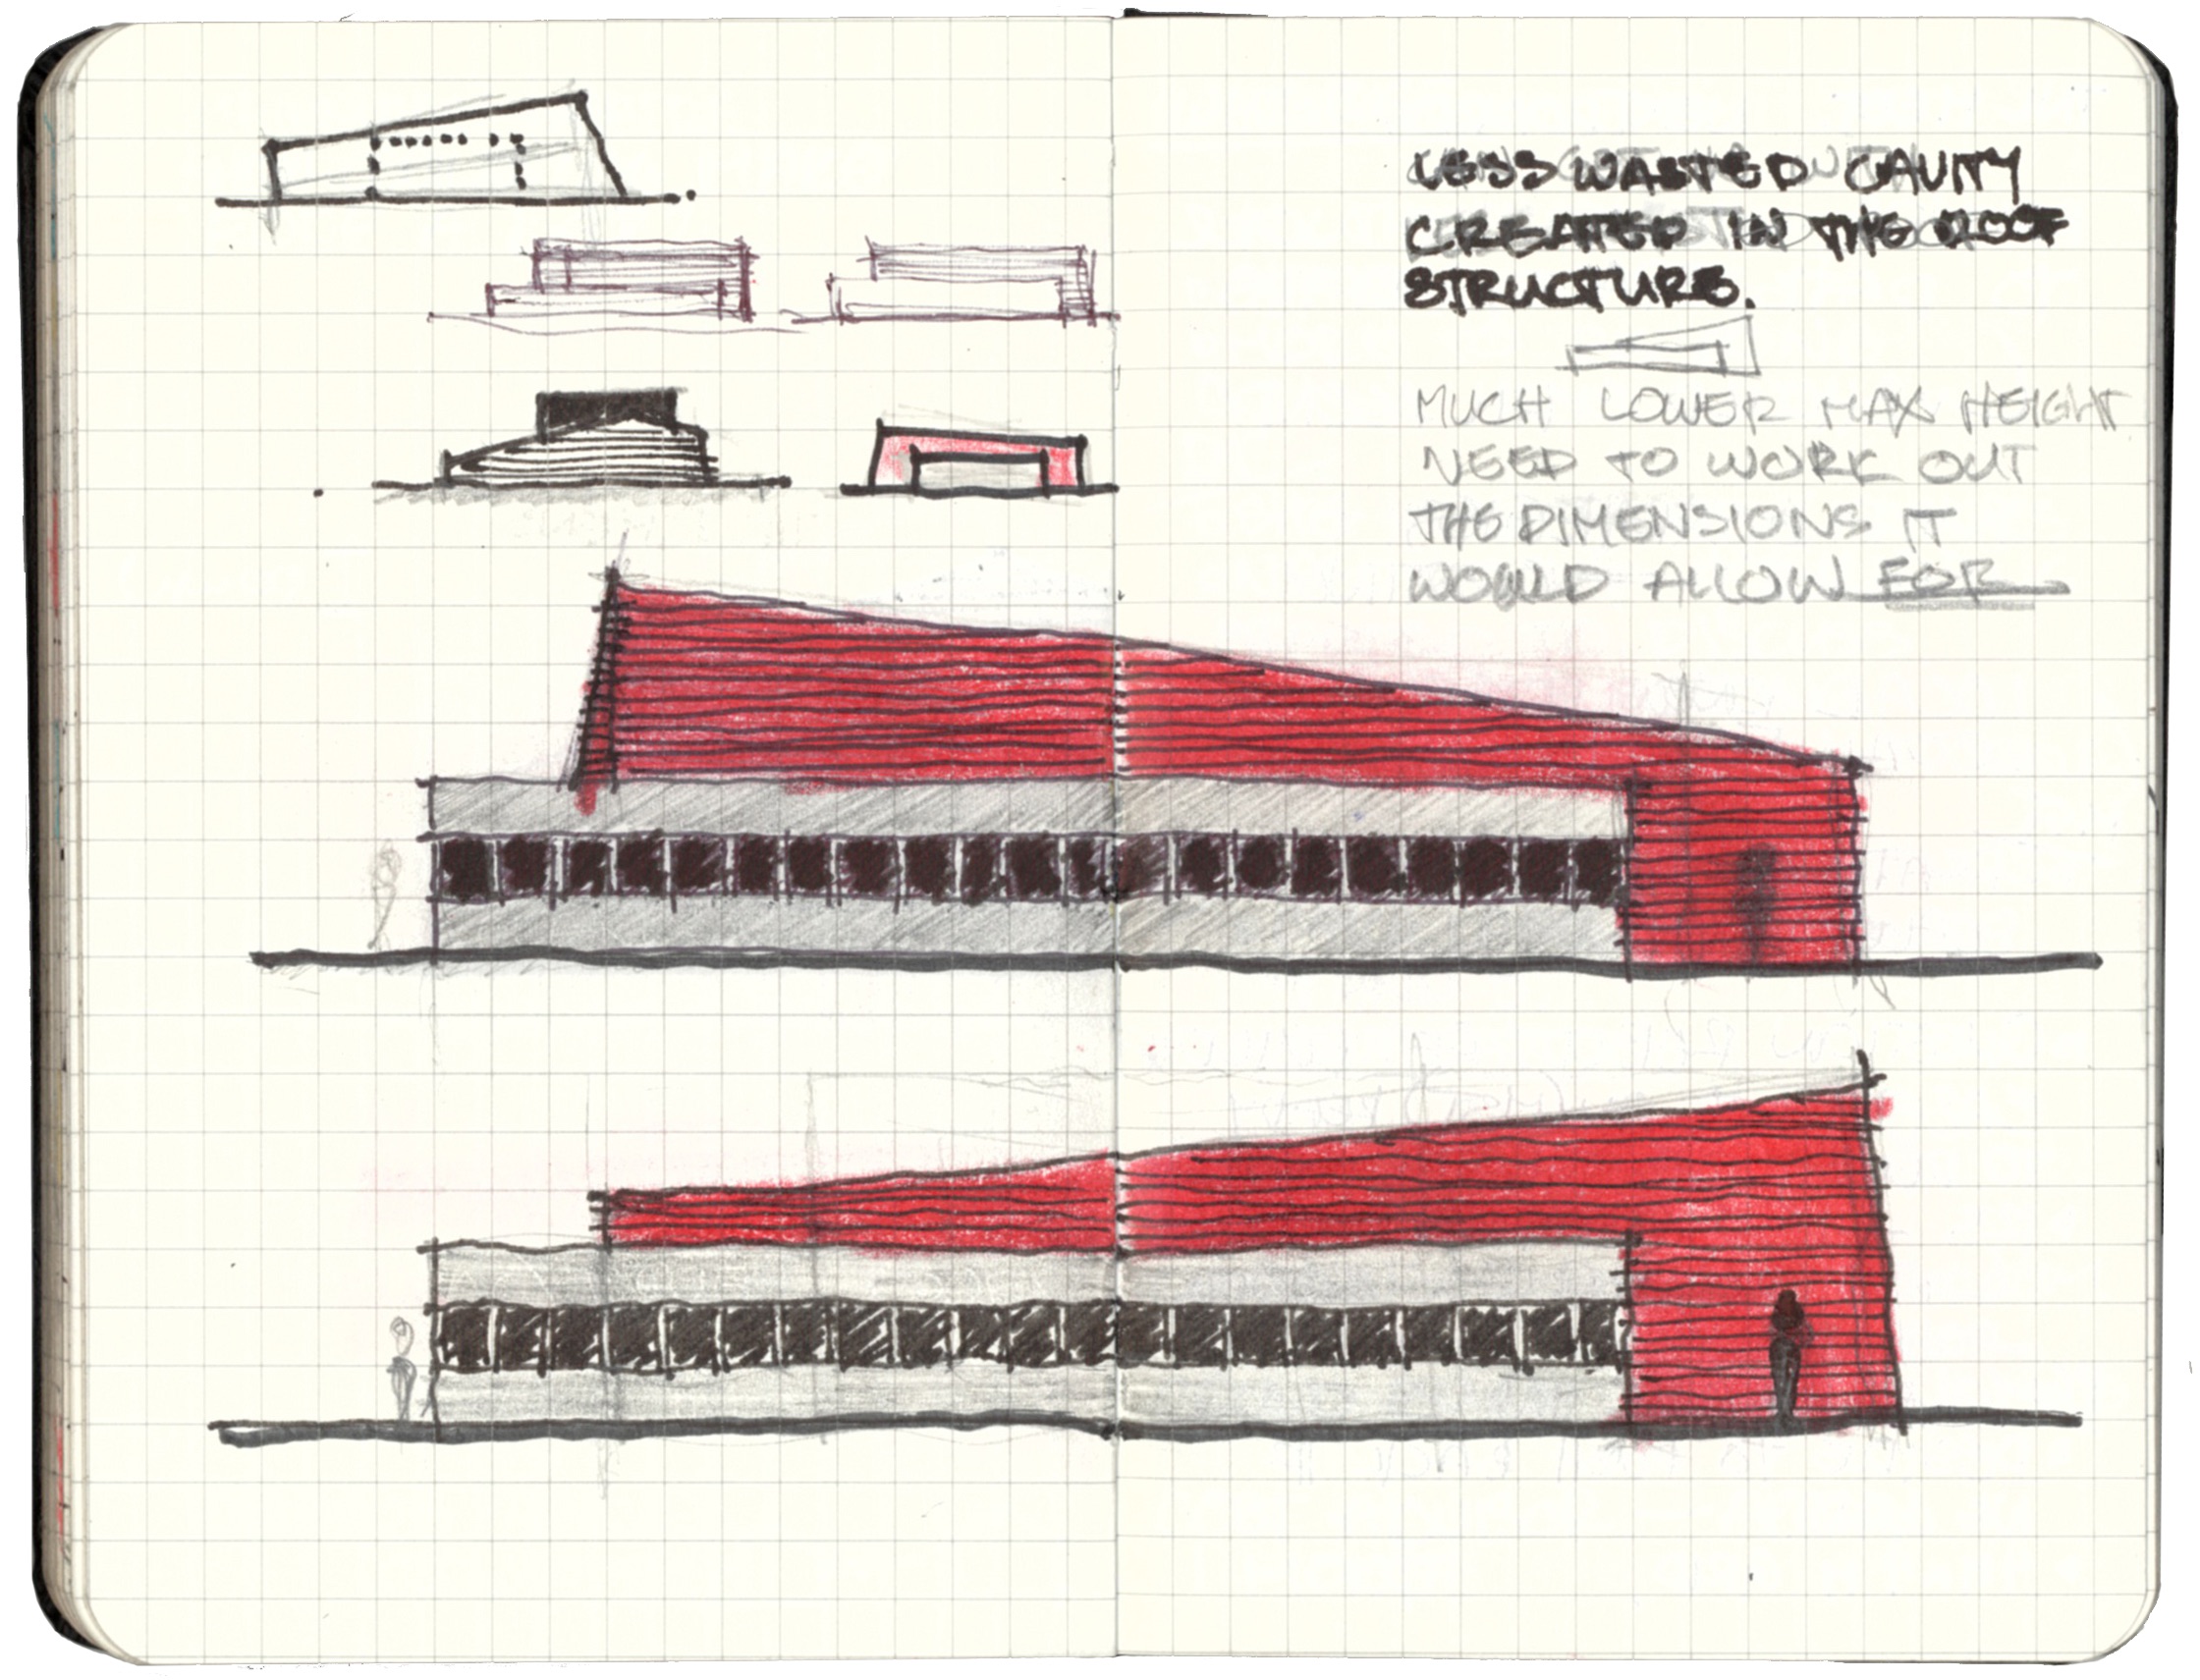 LESS WASTED CAVITY
CREATED IN THE ROOF
STRUCTURE.
MUCH LOWER MAX HEIGHT
NEED TO WORK OUT
THE DIMENSIONS IT
WOULD ALLOW FOR